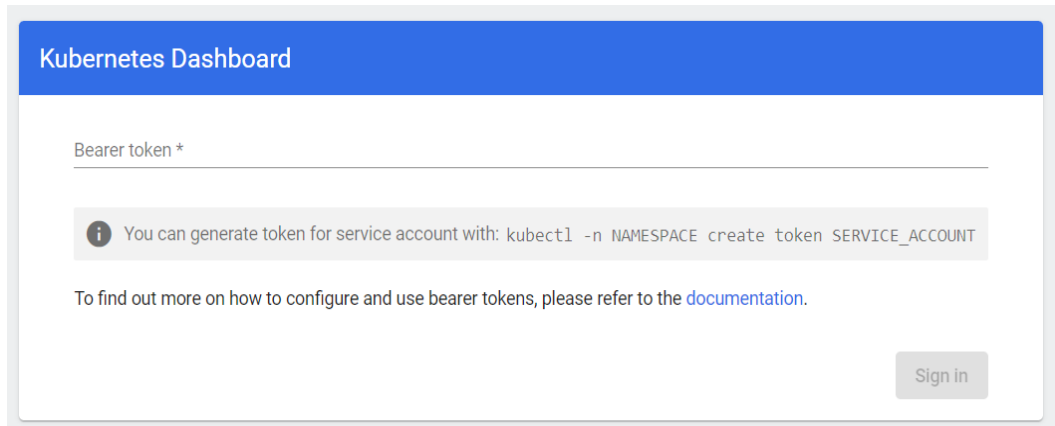 Kubernetes Dashboard
Bearer token *
You can generate token for service account with: kubectl -n NAMESPACE create token SERVICE_ACCOUNT
To find out more on how to configure and use bearer tokens, please refer to the documentation.
Sign in